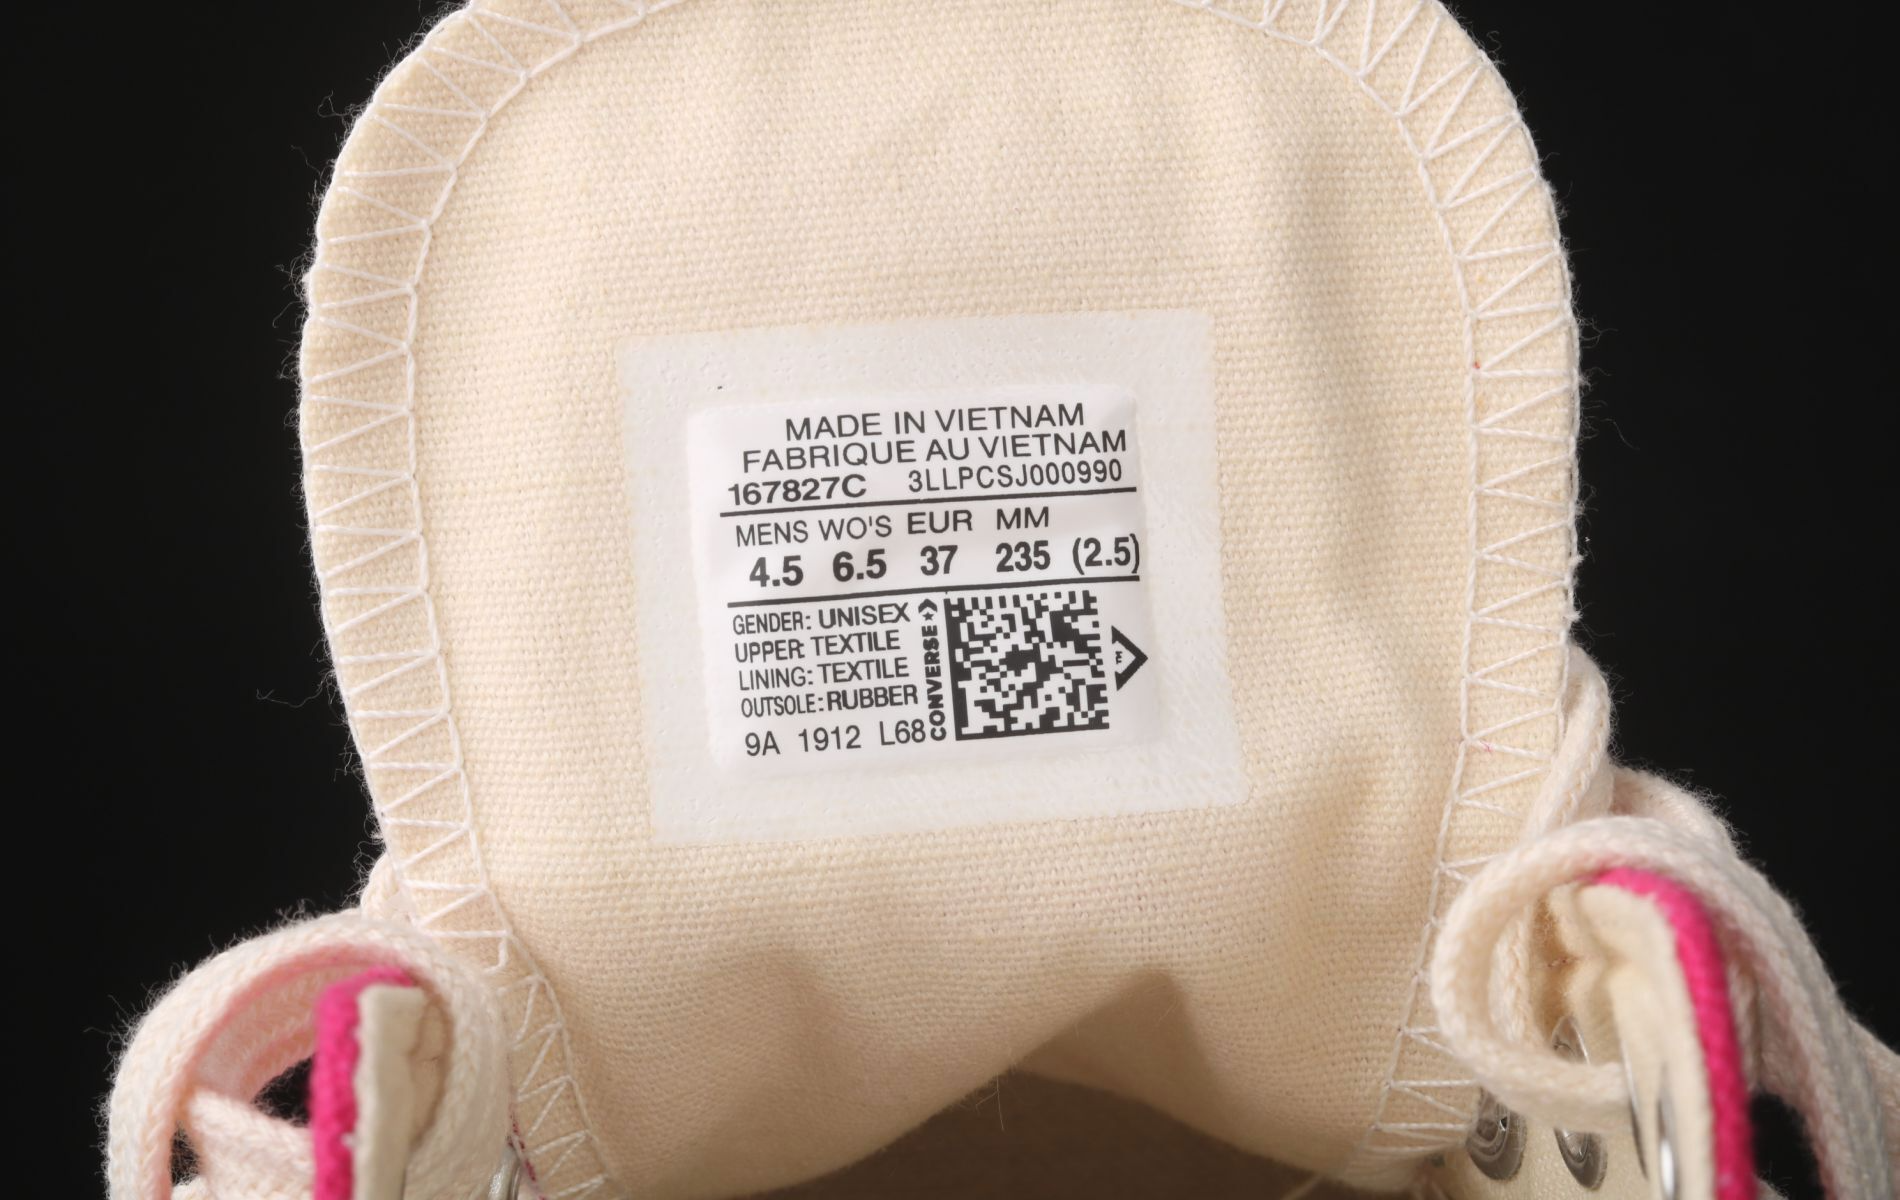 MADE IN VIETNAM
FABRIQUE AU VIETNAM
167827C 3LLPCSJ000990
MENS WO'S EUR MM
4.5 6.5 37 235 (2.5)
GENDER: UNISEX
UPPER: TEXTILE
LINING: TEXTILE
OUTSOLE: RUBBER
9A 1912 L68
CONVERSE